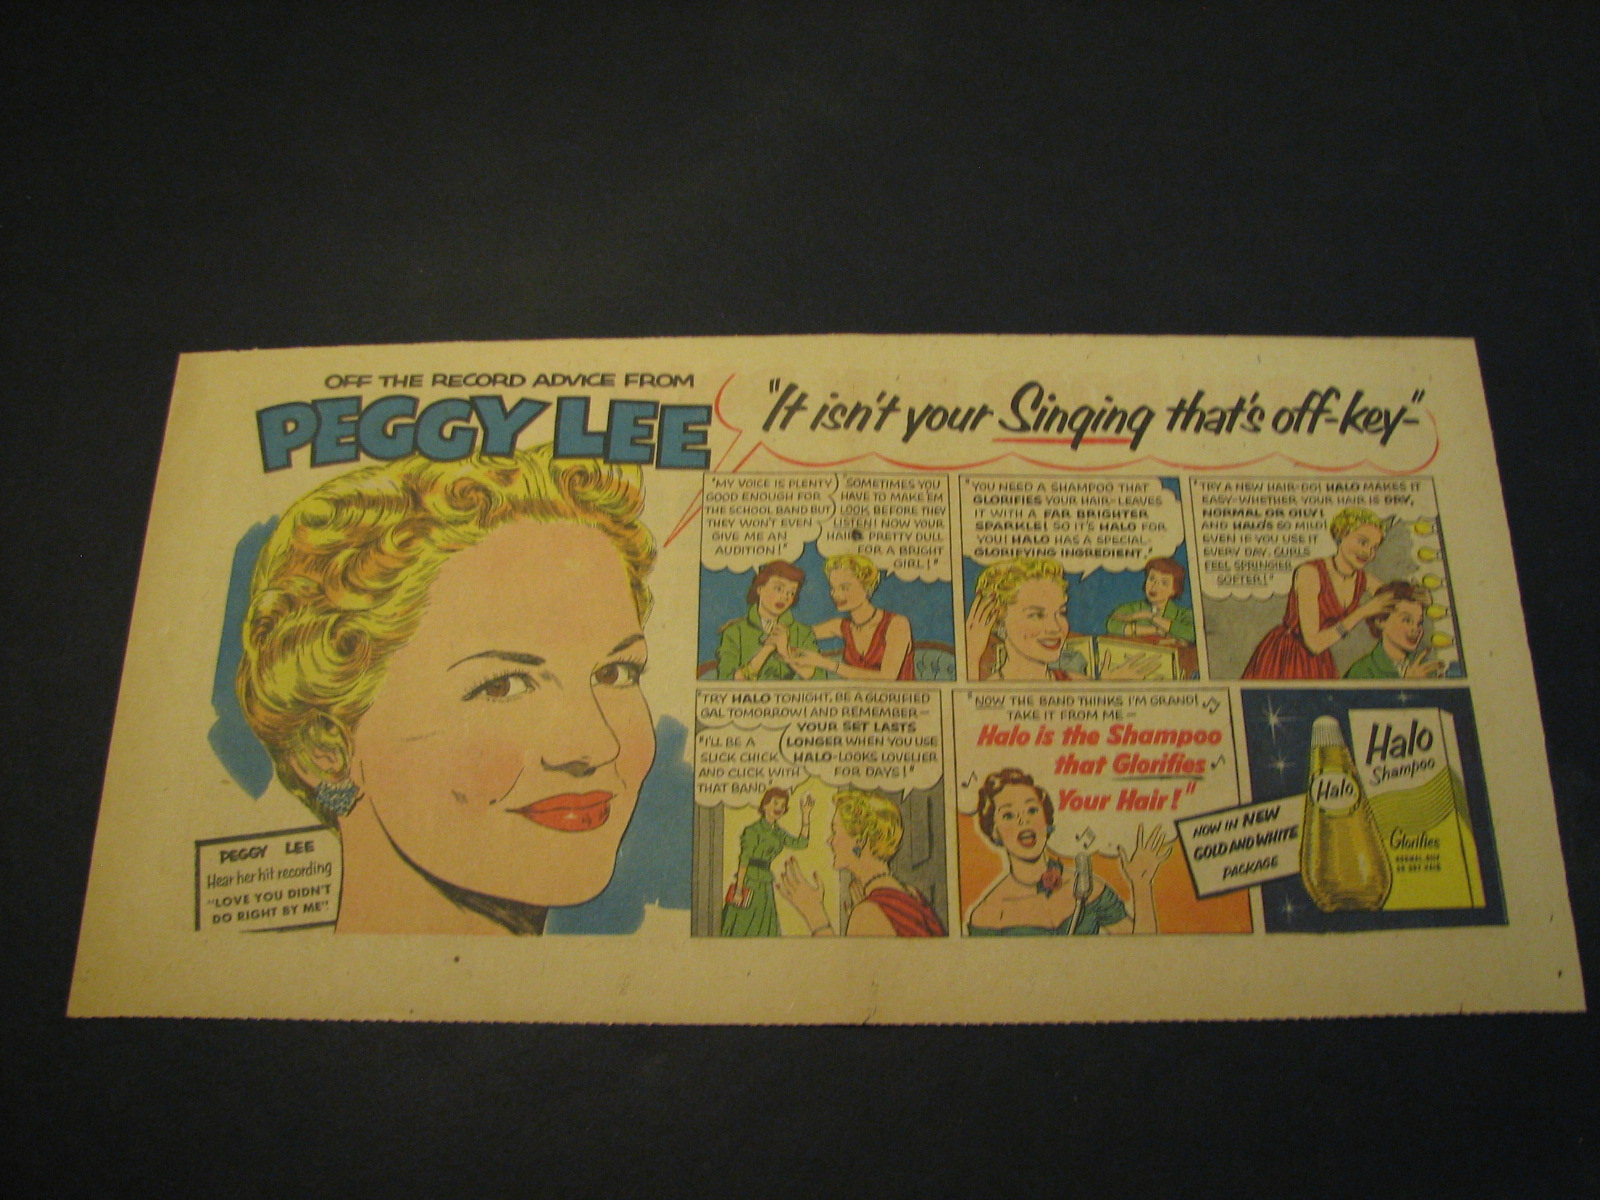 OFF THE RECORD ADVICE FROM
PEGGY LEE
"It isn't your Singing that's off-key-"
"MY VOICE IS PLENTY
GOOD ENOUGH FOR
THE SCHOOL BAND BUT
THEY WON'T EVEN
GIVE ME AN
AUDITION!"
"SOMETIMES YOU
HAVE TO MAKE 'EM
LOOK BEFORE THEY
LISTEN! NOW YOUR
HAIR'S PRETTY DULL
FOR A BRIGHT
GIRL!"
"YOU NEED A SHAMPOO THAT
GLORIFIES YOUR HAIR-LEAVES
IT WITH A FAR BRIGHTER
SPARKLE! SO IT'S HALO FOR
YOU! HALO HAS A SPECIAL
GLORIFYING INGREDIENT."
"TRY A NEW HAIR-DO! HALO MAKES IT
EASY-WHETHER YOUR HAIR IS DRY,
NORMAL OR OILY!
AND HALO'S SO MILD!
EVEN IF YOU USE IT
EVERY DAY. CURLS
FEEL SPRINGIER
SOFTER!"
"TRY HALO TONIGHT. BE A GLORIFIED
GAL TOMORROW! AND REMEMBER-
YOUR SET LASTS
LONGER WHEN YOU USE
HALO-LOOKS LOVELIER
FOR DAYS!"
"I'LL BE A
SLICK CHICK
AND CLICK WITH
THAT BAND."
"NOW THE BAND THINKS I'M GRAND!
TAKE IT FROM ME-
Halo is the Shampoo
that Glorifies
Your Hair!"
NOW IN NEW
GOLD AND WHITE
PACKAGE
Halo
Halo
Shampoo
Glorifies
PEGGY LEE
Hear her hit recording
"LOVE YOU DIDN'T
DO RIGHT BY ME".